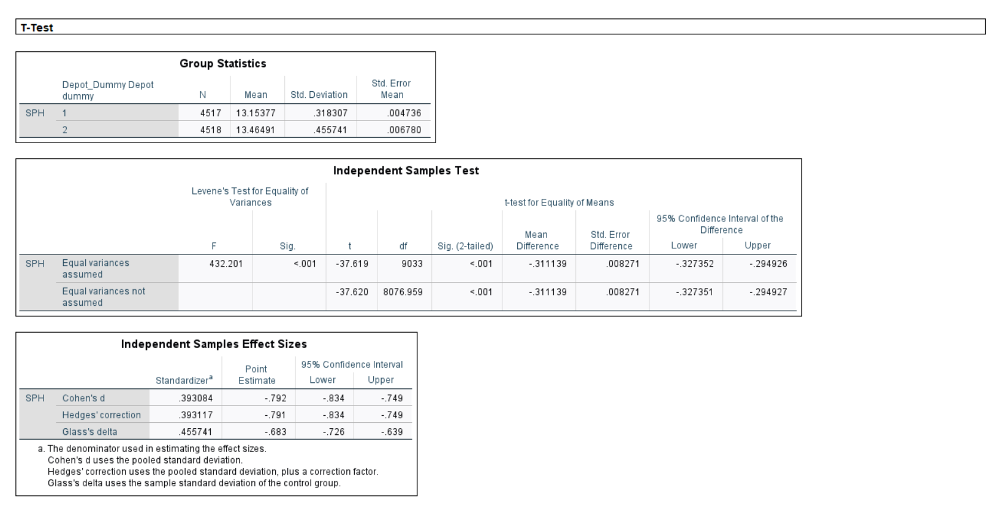 T-Test
Group Statistics
Depot_Dummy Depot dummy N Mean Std. Deviation Std. Error Mean
SPH 1 4517 13.15377 .318307 .004736
2 4518 13.46491 .455741 .006780
Independent Samples Test
Levene's Test for Equality of Variances t-test for Equality of Means
F Sig. t df Sig. (2-tailed) Mean Difference Std. Error Difference 95% Confidence Interval of the Difference
Lower Upper
SPH Equal variances assumed 432.201 <.001 -37.619 9033 <.001 -.311139 .008271 -.327352 -.294926
Equal variances not assumed -37.620 8076.959 <.001 -.311139 .008271 -.327351 -.294927
Independent Samples Effect Sizes
Standardizerᵃ Point Estimate 95% Confidence Interval
Lower Upper
SPH Cohen's d .393084 -.792 -.834 -.749
Hedges' correction .393117 -.791 -.834 -.749
Glass's delta .455741 -.683 -.726 -.639
a. The denominator used in estimating the effect sizes.
Cohen's d uses the pooled standard deviation.
Hedges' correction uses the pooled standard deviation, plus a correction factor.
Glass's delta uses the sample standard deviation of the control group.